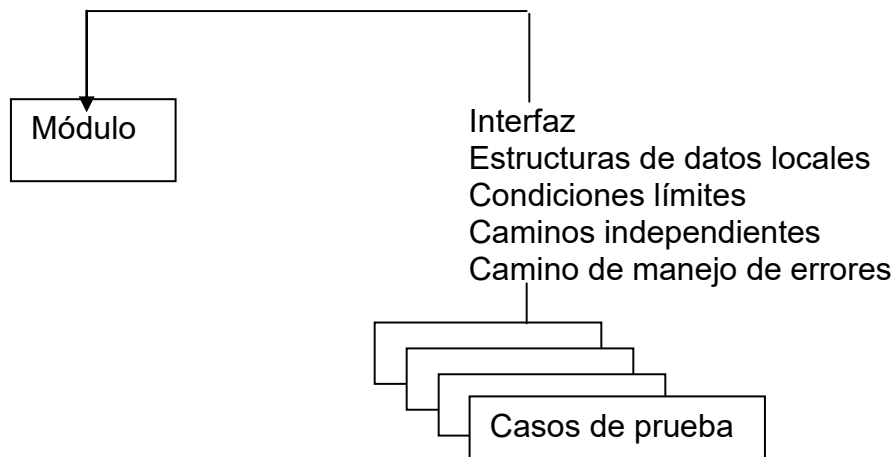 Módulo
Interfaz
Estructuras de datos locales
Condiciones límites
Caminos independientes
Camino de manejo de errores
Casos de prueba